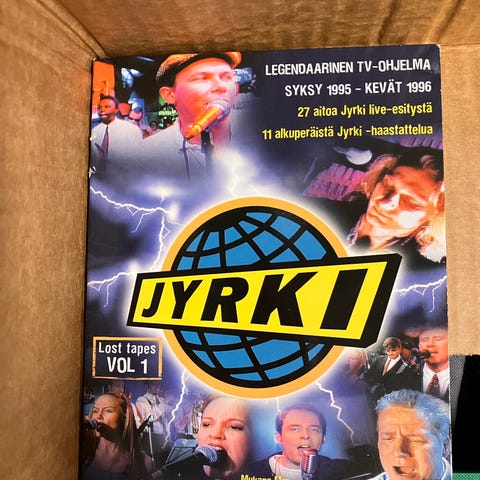 LEGENDAARINEN TV-OHJELMA
SYKSY 1995 - KEVÄT 1996
27 aitoa Jyrki live-esitystä
11 alkuperäistä Jyrki -haastattelua
JYRKI
Lost tapes
VOL 1